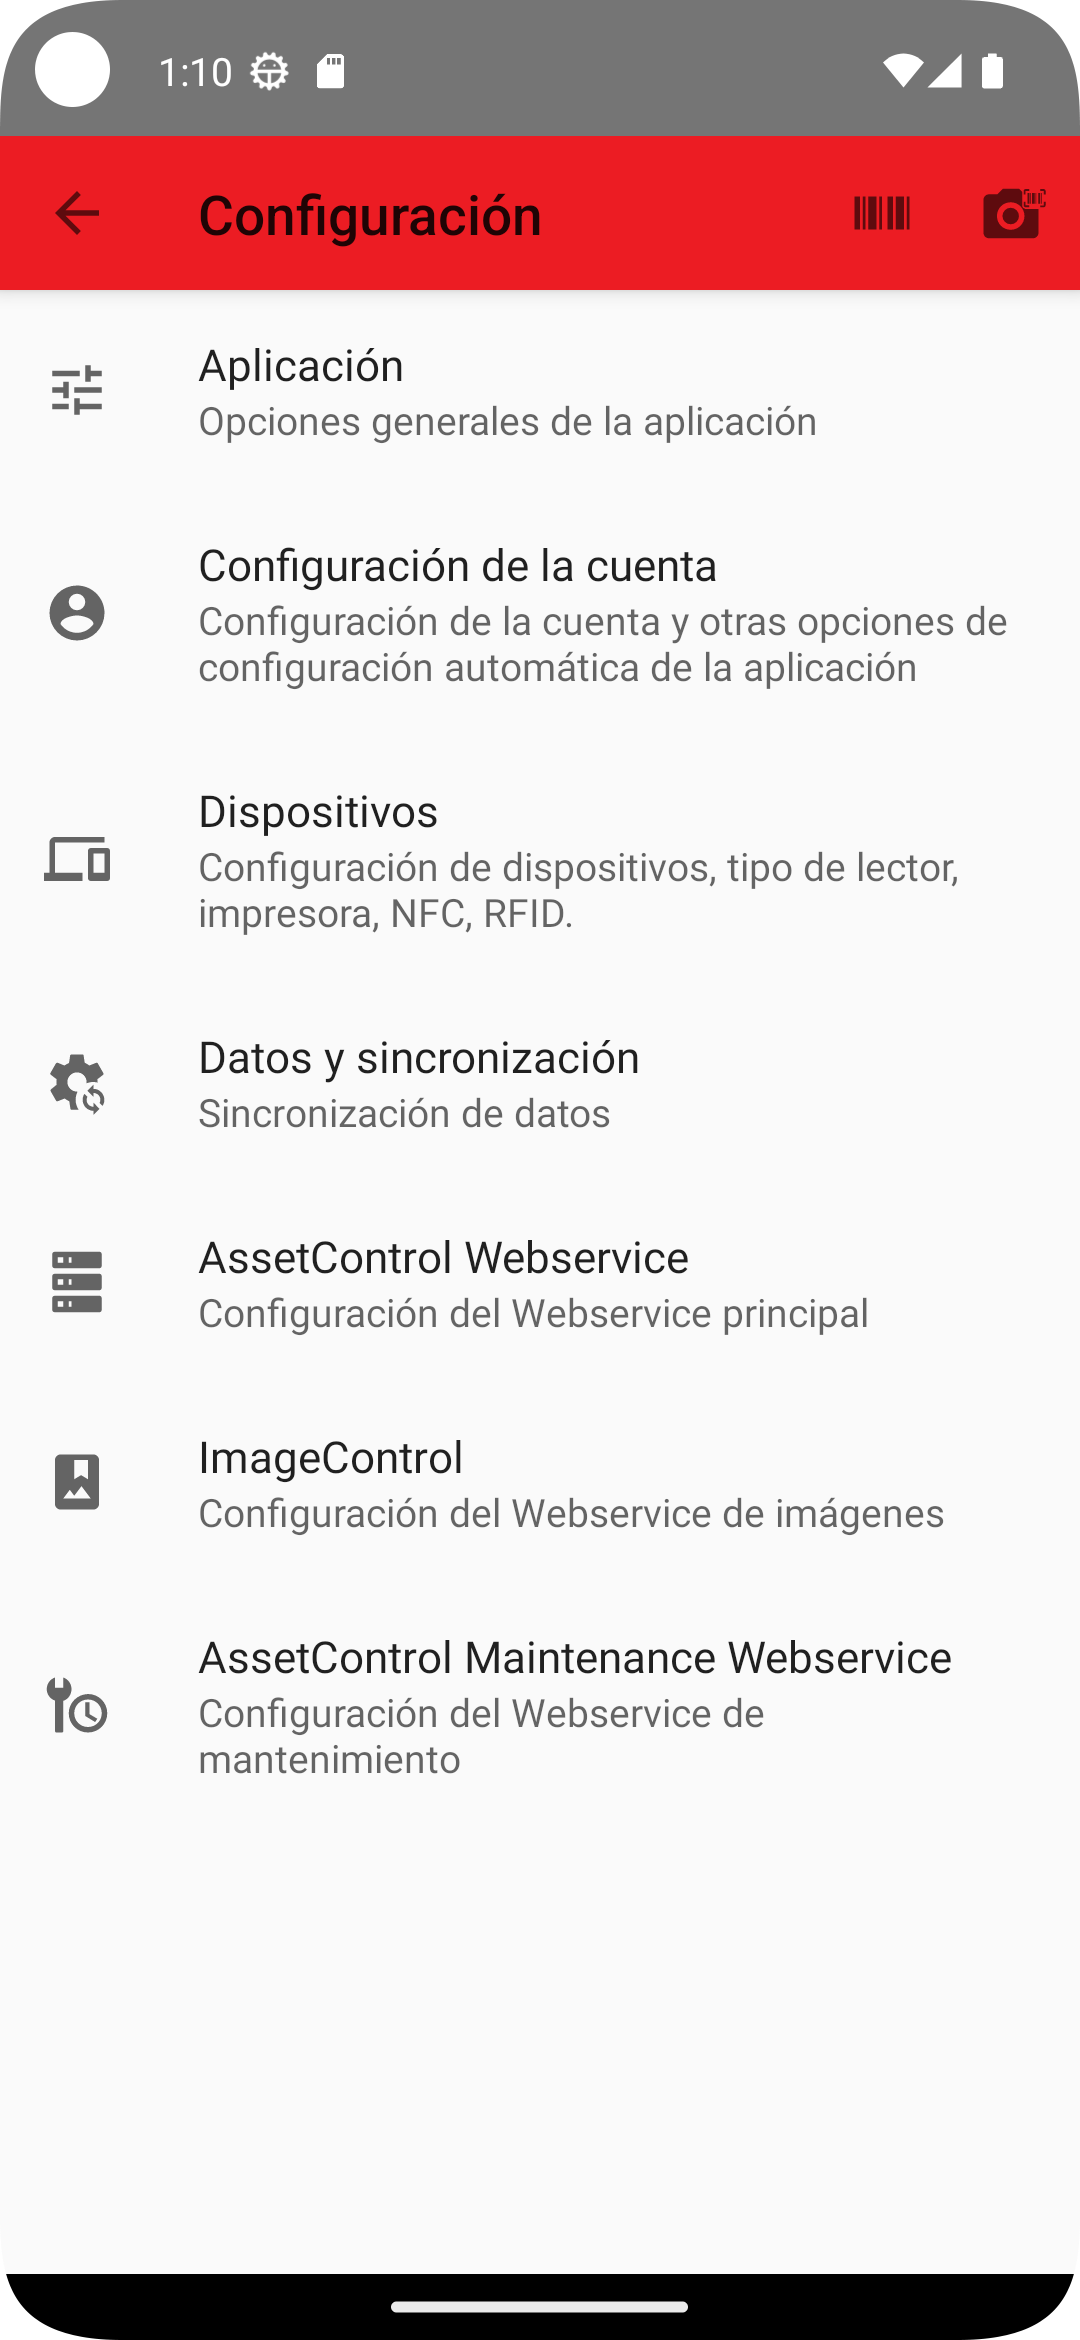 1:10
Configuración
Aplicación
Opciones generales de la aplicación
Configuración de la cuenta
Configuración de la cuenta y otras opciones de
configuración automática de la aplicación
Dispositivos
Configuración de dispositivos, tipo de lector,
impresora, NFC, RFID.
Datos y sincronización
Sincronización de datos
AssetControl Webservice
Configuración del Webservice principal
ImageControl
Configuración del Webservice de imágenes
AssetControl Maintenance Webservice
Configuración del Webservice de
mantenimiento